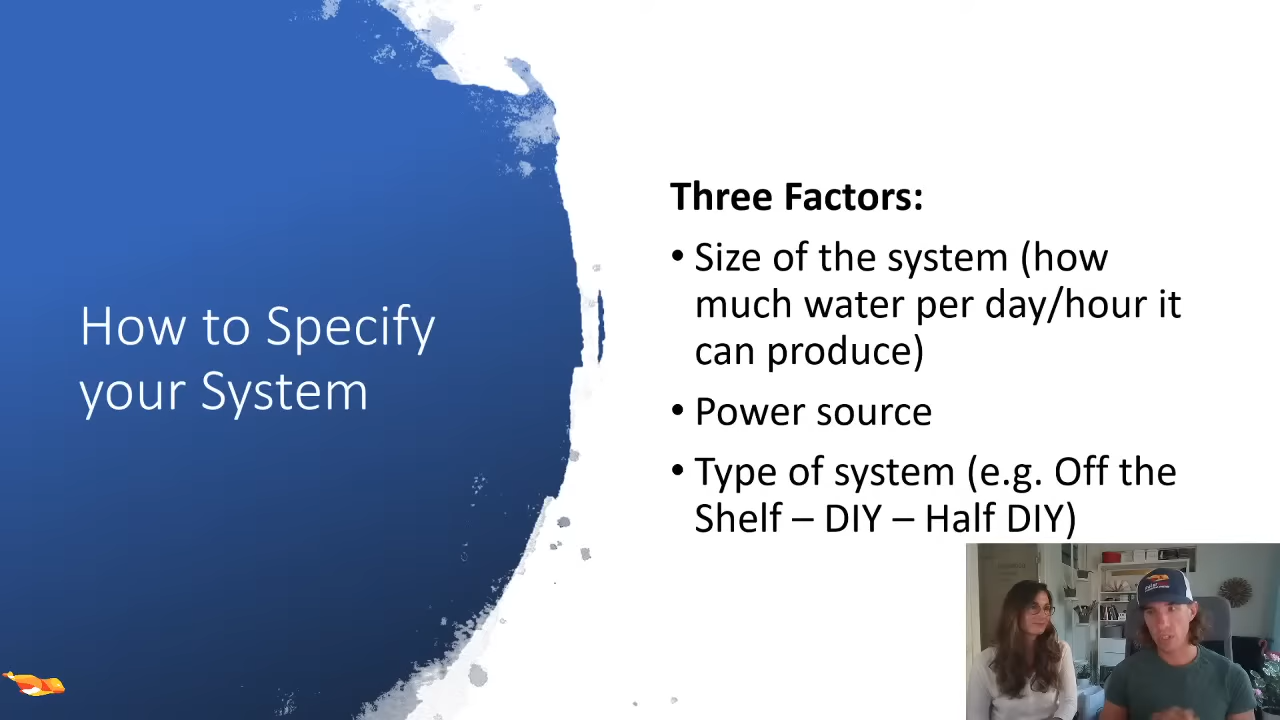 How to Specify
your System
Three Factors:
• Size of the system (how
much water per day/hour it
can produce)
• Power source
• Type of system (e.g. Off the
Shelf – DIY – Half DIY)